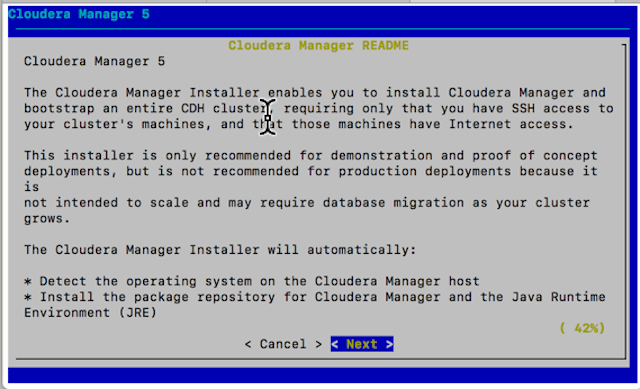 Cloudera Manager 5
Cloudera Manager README
Cloudera Manager 5
The Cloudera Manager Installer enables you to install Cloudera Manager and
bootstrap an entire CDH cluster, requiring only that you have SSH access to
your cluster's machines, and that those machines have Internet access.
This installer is only recommended for demonstration and proof of concept
deployments, but is not recommended for production deployments because it
is
not intended to scale and may require database migration as your cluster
grows.
The Cloudera Manager Installer will automatically:
* Detect the operating system on the Cloudera Manager host
* Install the package repository for Cloudera Manager and the Java Runtime
Environment (JRE)
( 42%)
< Cancel > < Next >